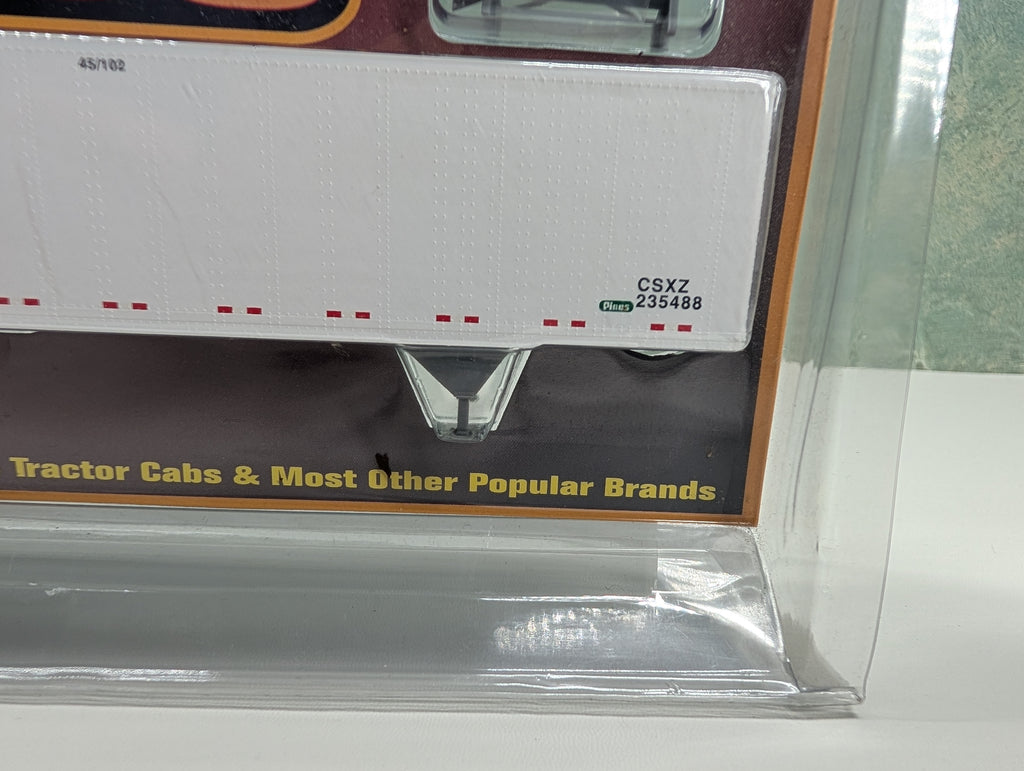 45/102
CSXZ
Pines 235488
Tractor Cabs & Most Other Popular Brands